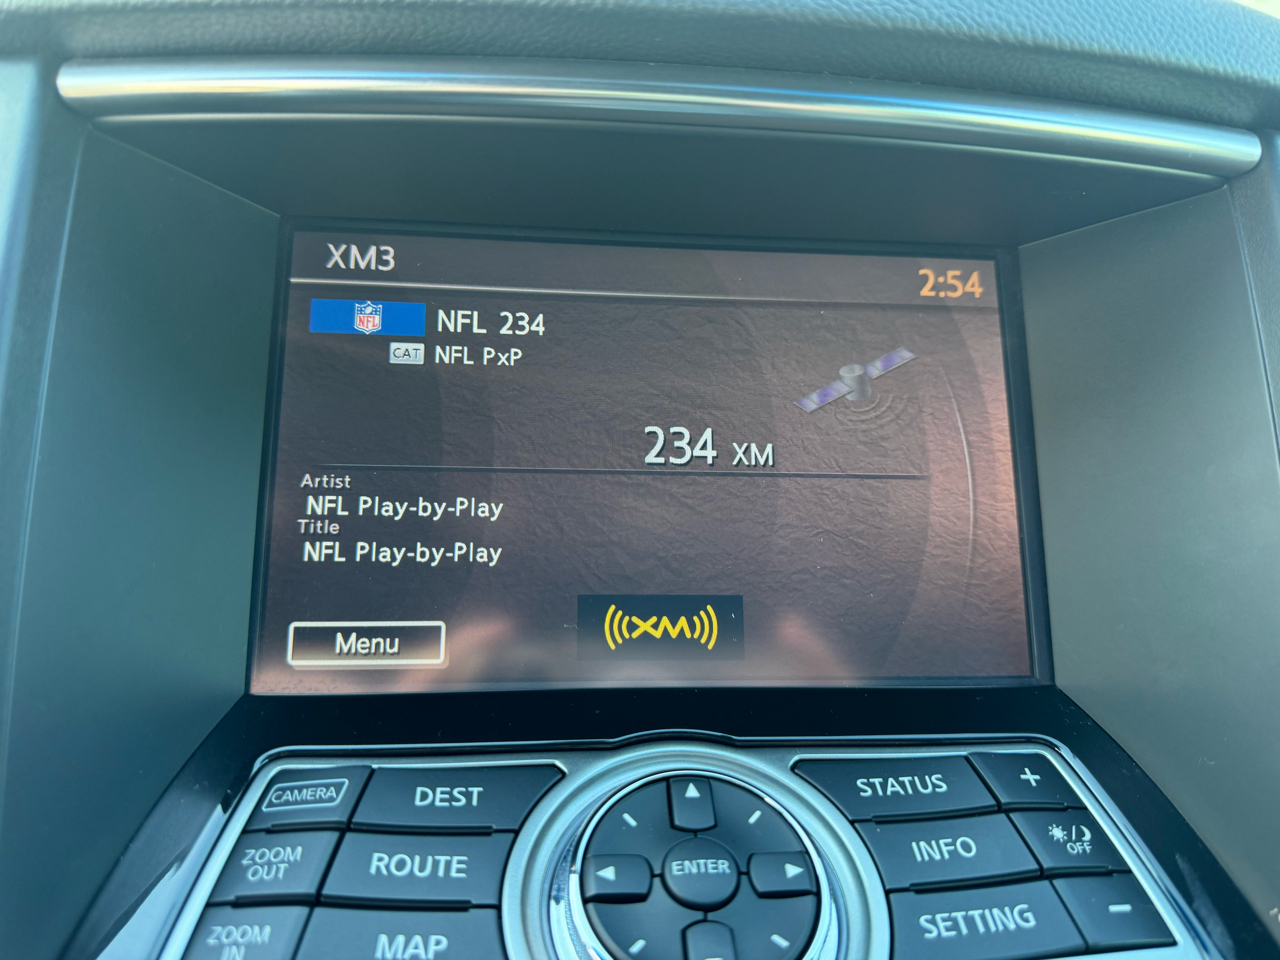 XM3
2:54
NFL
NFL 234
CAT NFL PxP
234 XM
Artist
NFL Play-by-Play
Title
NFL Play-by-Play
Menu
((XM))
CAMERA
DEST
STATUS
+
ZOOM
OUT
ROUTE
ENTER
INFO
OFF
ZOOM
IN
MAP
SETTING
-